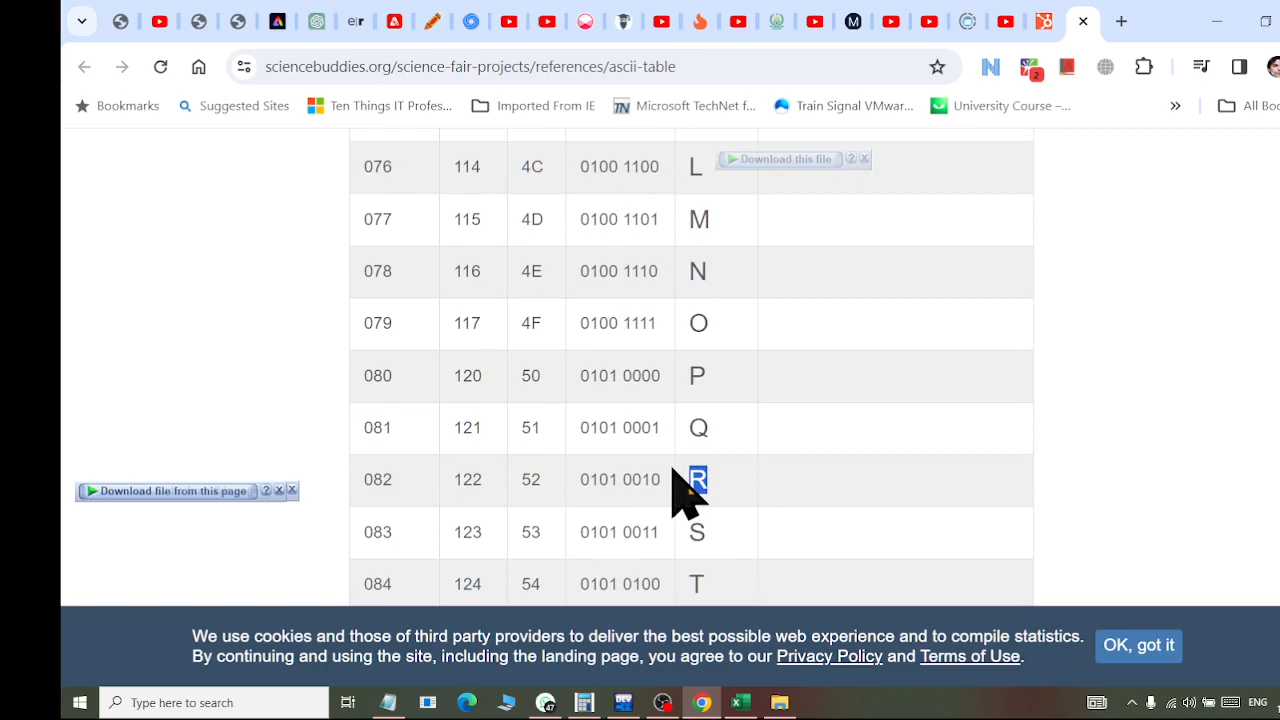 sciencebuddies.org/science-fair-projects/references/ascii-table
2
Bookmarks Suggested Sites Ten Things IT Profes... Imported From IE Microsoft TechNet f... Train Signal VMwar... University Course –... » All Boo
076 114 4C 0100 1100 L
Download this file ? x
077 115 4D 0100 1101 M
078 116 4E 0100 1110 N
079 117 4F 0100 1111 O
080 120 50 0101 0000 P
081 121 51 0101 0001 Q
082 122 52 0101 0010 R
Download file from this page ? x x
083 123 53 0101 0011 S
084 124 54 0101 0100 T
We use cookies and those of third party providers to deliver the best possible web experience and to compile statistics.
By continuing and using the site, including the landing page, you agree to our Privacy Policy and Terms of Use.
OK, got it
Type here to search
ENG